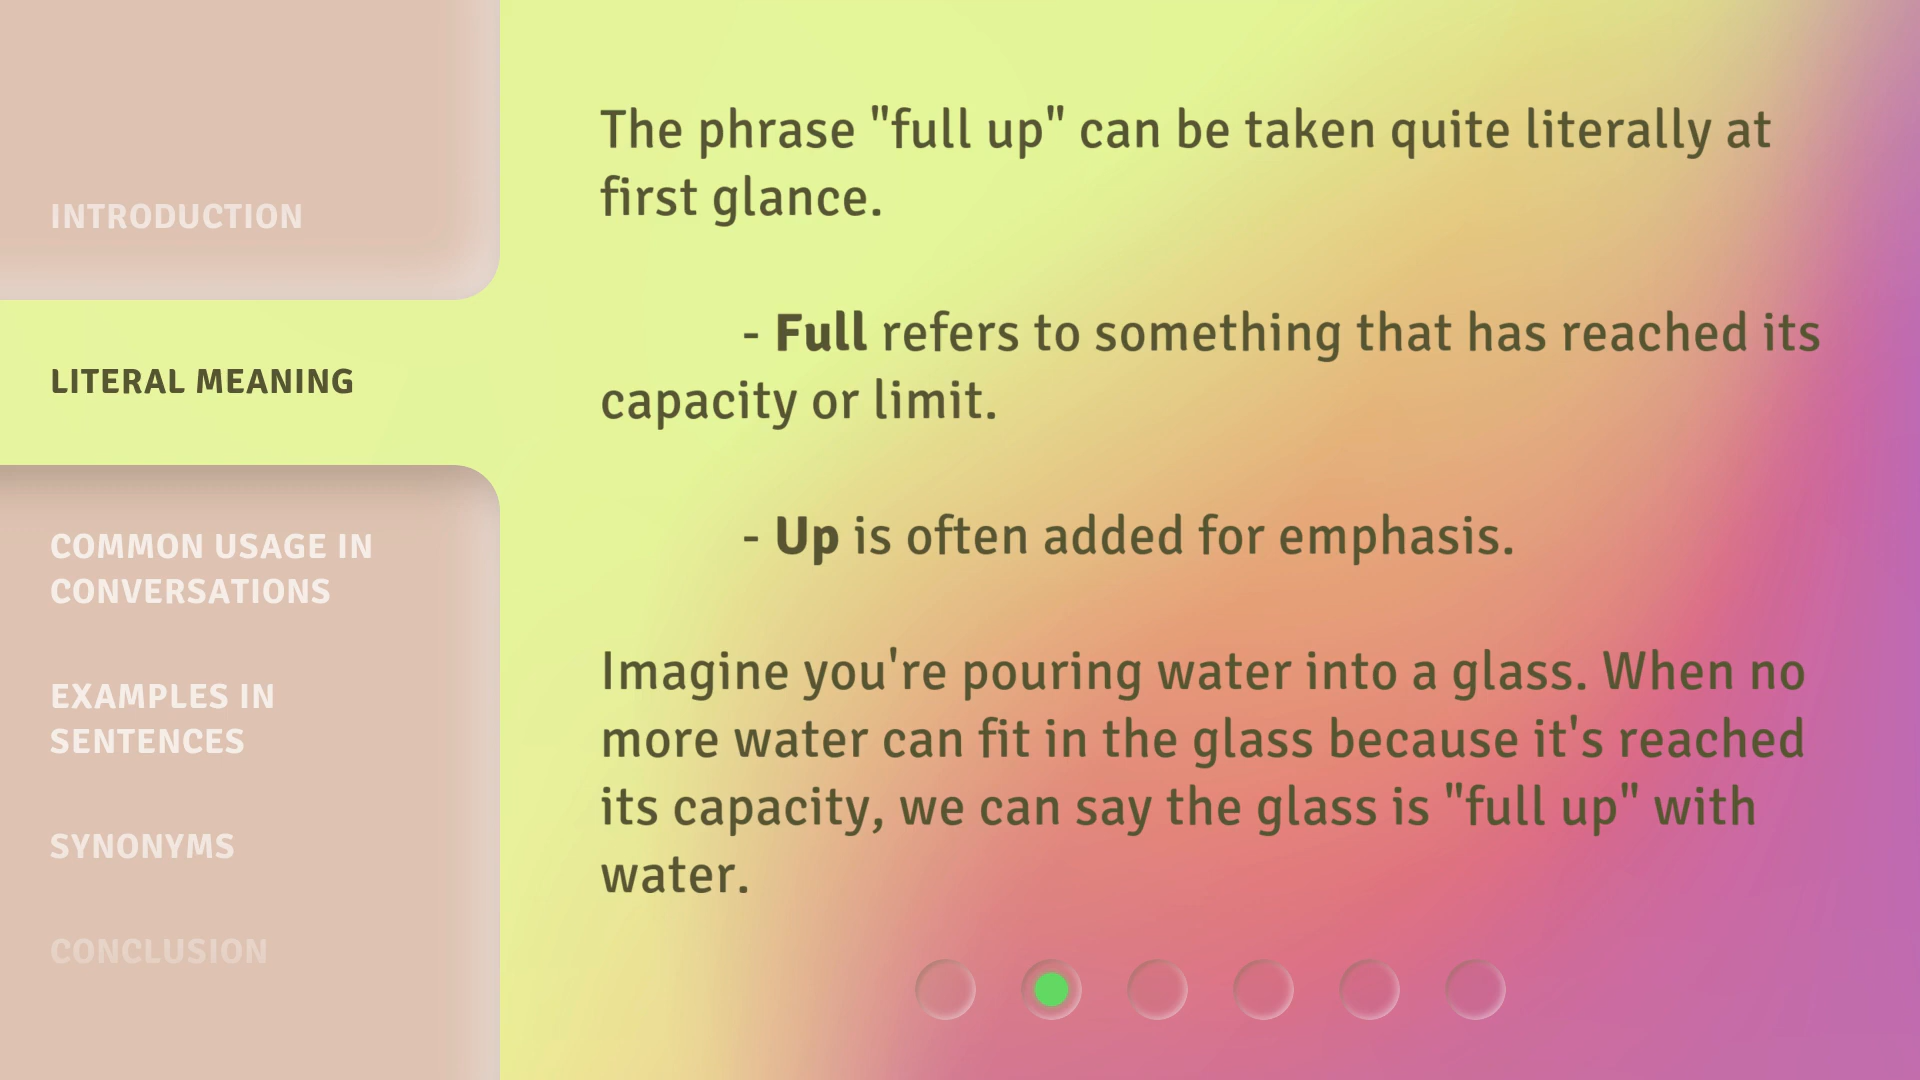 INTRODUCTION
LITERAL MEANING
COMMON USAGE IN
CONVERSATIONS
EXAMPLES IN
SENTENCES
SYNONYMS
CONCLUSION
The phrase "full up" can be taken quite literally at
first glance.
- Full refers to something that has reached its
capacity or limit.
- Up is often added for emphasis.
Imagine you're pouring water into a glass. When no
more water can fit in the glass because it's reached
its capacity, we can say the glass is "full up" with
water.